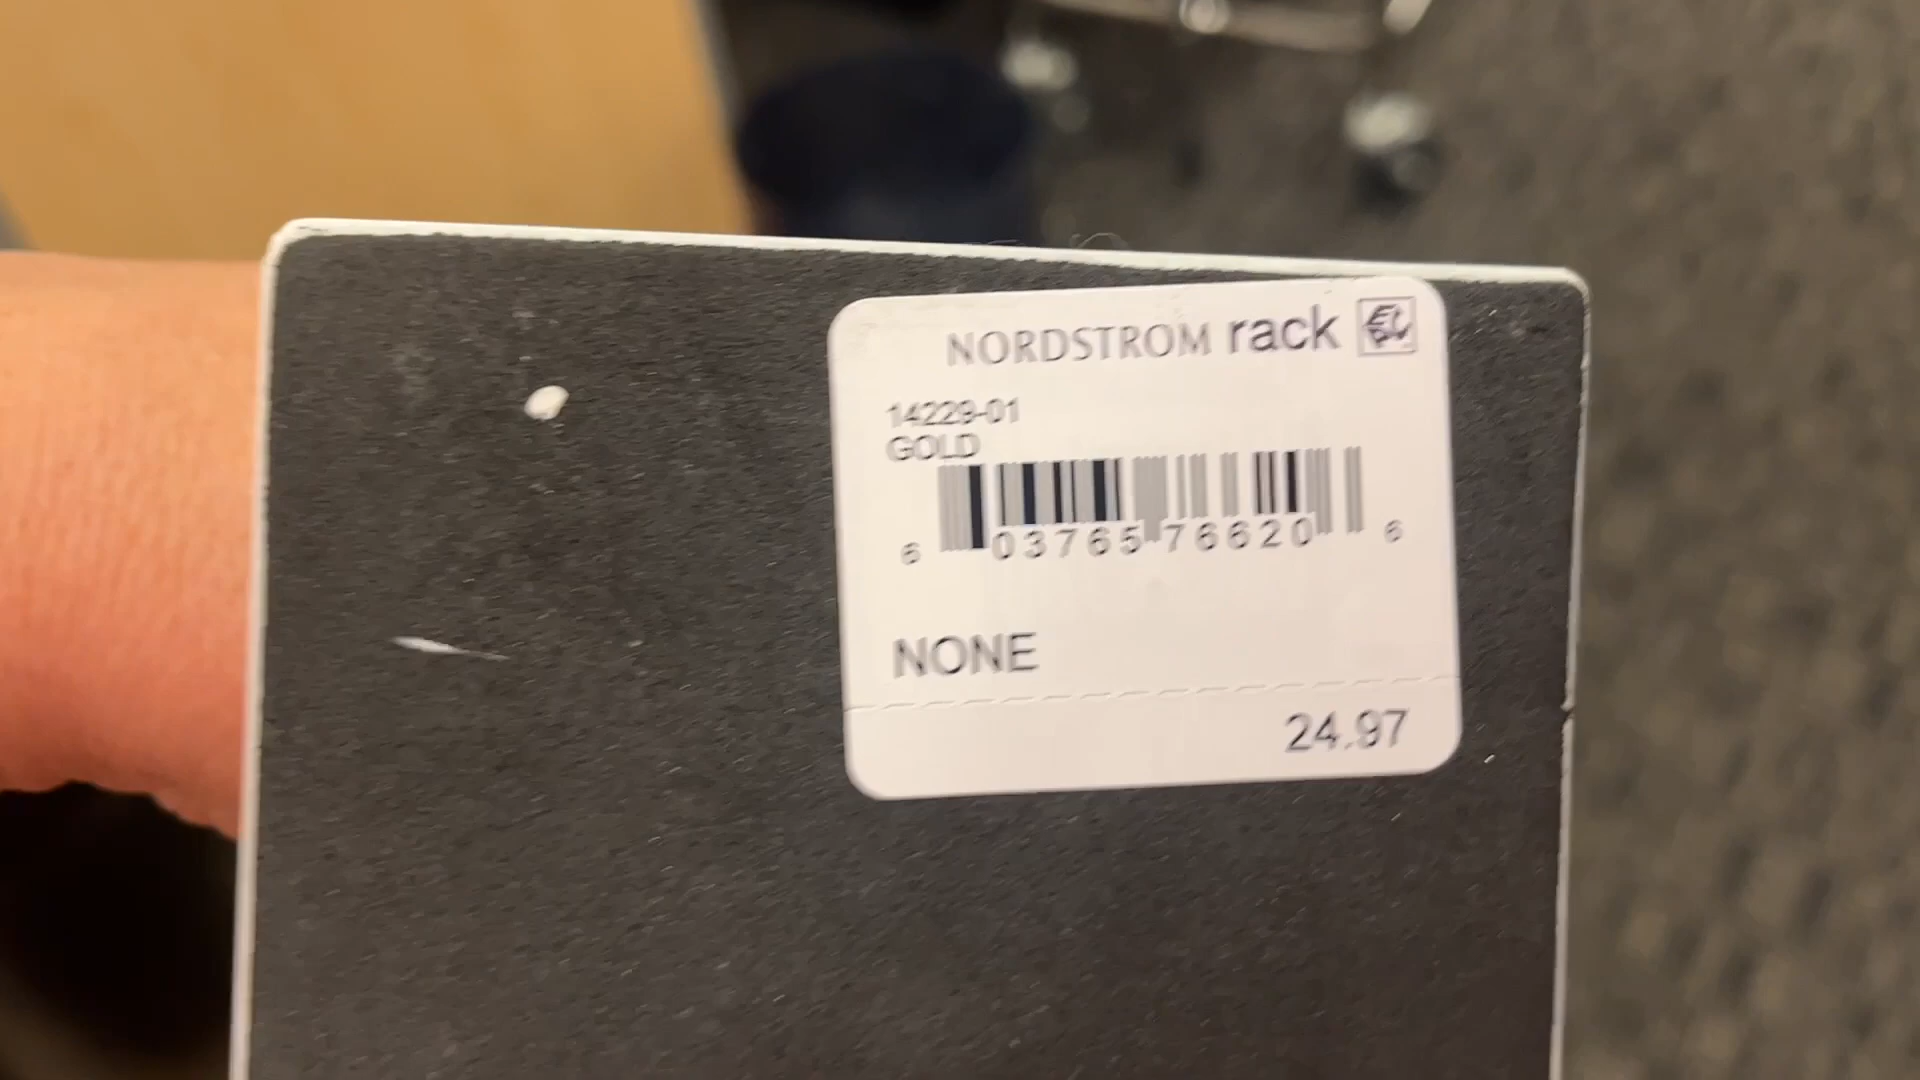 NORDSTROM rack
14229-01
GOLD
6 03765 76620 6
NONE
24.97